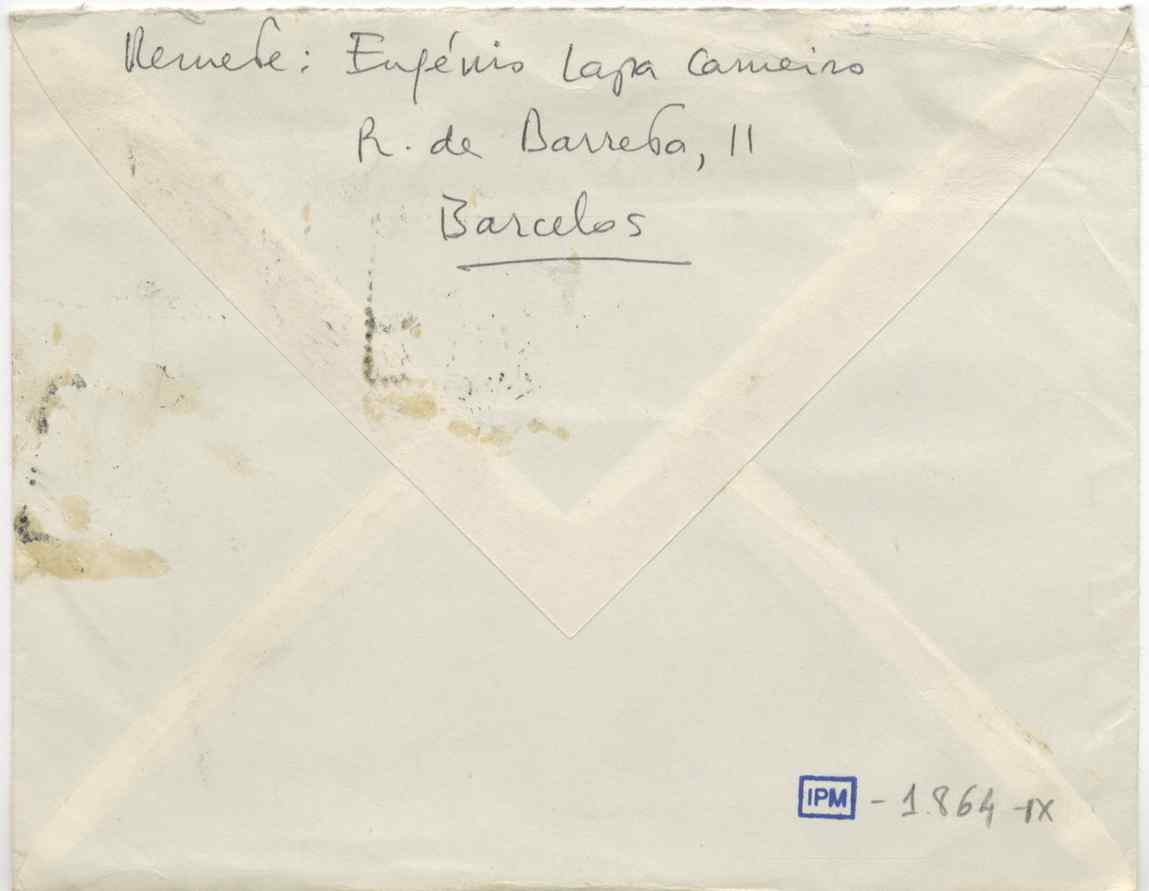 Remete: Eugénio Lapa Carneiro
R. de Barreta, 11
Barcelos
IPM - 1.864 - IX